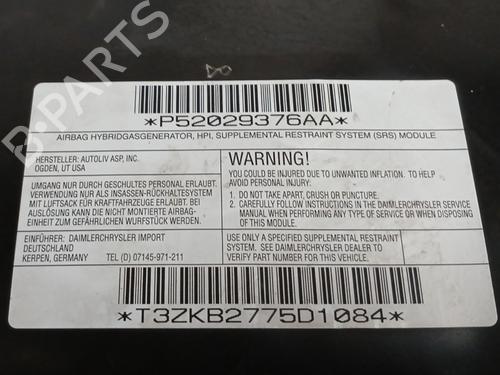 B-PARTS
*P52029376AA*
AIRBAG HYBRIDGASGENERATOR, HPI, SUPPLEMENTAL RESTRAINT SYSTEM (SRS) MODULE
HERSTELLER: AUTOLIV ASP, INC.
OGDEN, UT USA
UMGANG NUR DURCH GESCHULTES PERSONAL ERLAUBT.
VERWENDUNG NUR ALS INSASSEN-RÜCKHALTESYSTEM
MIT LUFTSACK FÜR KRAFTFAHRZEUGE ERLAUBT. BEI
AUSLÖSUNG KANN DIE NICHT MONTIERTE AIRBAG-
EINHEIT ZUM GEFÄHRLICHEN WURFSTÜCK WERDEN.
EINFÜHRER: DAIMLERCHRYSLER IMPORT
DEUTSCHLAND
KERPEN, GERMANY TEL (D) 07145-971-211
WARNING!
YOU COULD BE INJURED DUE TO UNWANTED INFLATION. TO AVOID
PERSONAL INJURY:
1. DO NOT TAKE APART, CRUSH OR PUNCTURE.
2. CAREFULLY FOLLOW INSTRUCTIONS IN THE DAIMLERCHRYSLER SERVICE
MANUAL WHEN PERFORMING ANY TYPE OF SERVICE OR WHEN DISPOSING
OF THIS MODULE.
USE ONLY A SPECIFIED SUPPLEMENTAL RESTRAINT
SYSTEM. SEE DAIMLERCHRYSLER DEALER TO
VERIFY PART NUMBER FOR THIS VEHICLE.
*T3ZKB2775D1084*